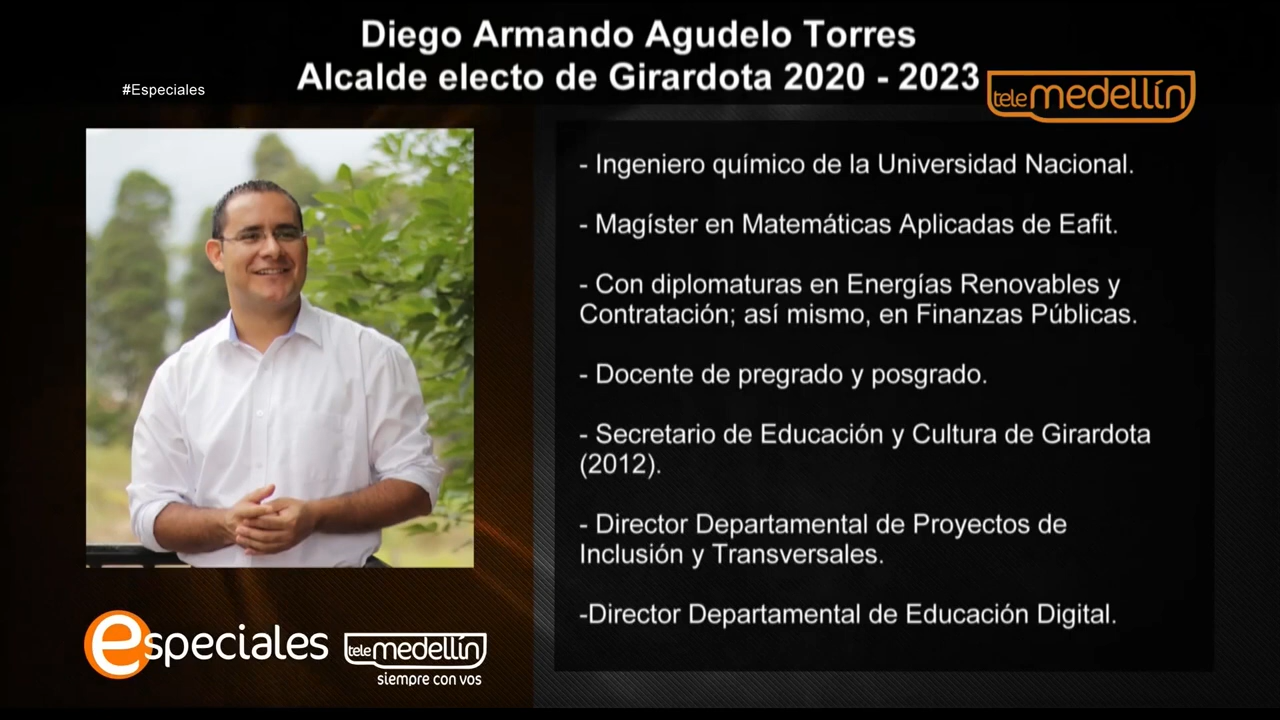 Diego Armando Agudelo Torres
Alcalde electo de Girardota 2020 - 2023
#Especiales
telemedellín
- Ingeniero químico de la Universidad Nacional.
- Magíster en Matemáticas Aplicadas de Eafit.
- Con diplomaturas en Energías Renovables y
Contratación; así mismo, en Finanzas Públicas.
- Docente de pregrado y posgrado.
- Secretario de Educación y Cultura de Girardota
(2012).
- Director Departamental de Proyectos de
Inclusión y Transversales.
-Director Departamental de Educación Digital.
especiales
telemedellín
siempre con vos